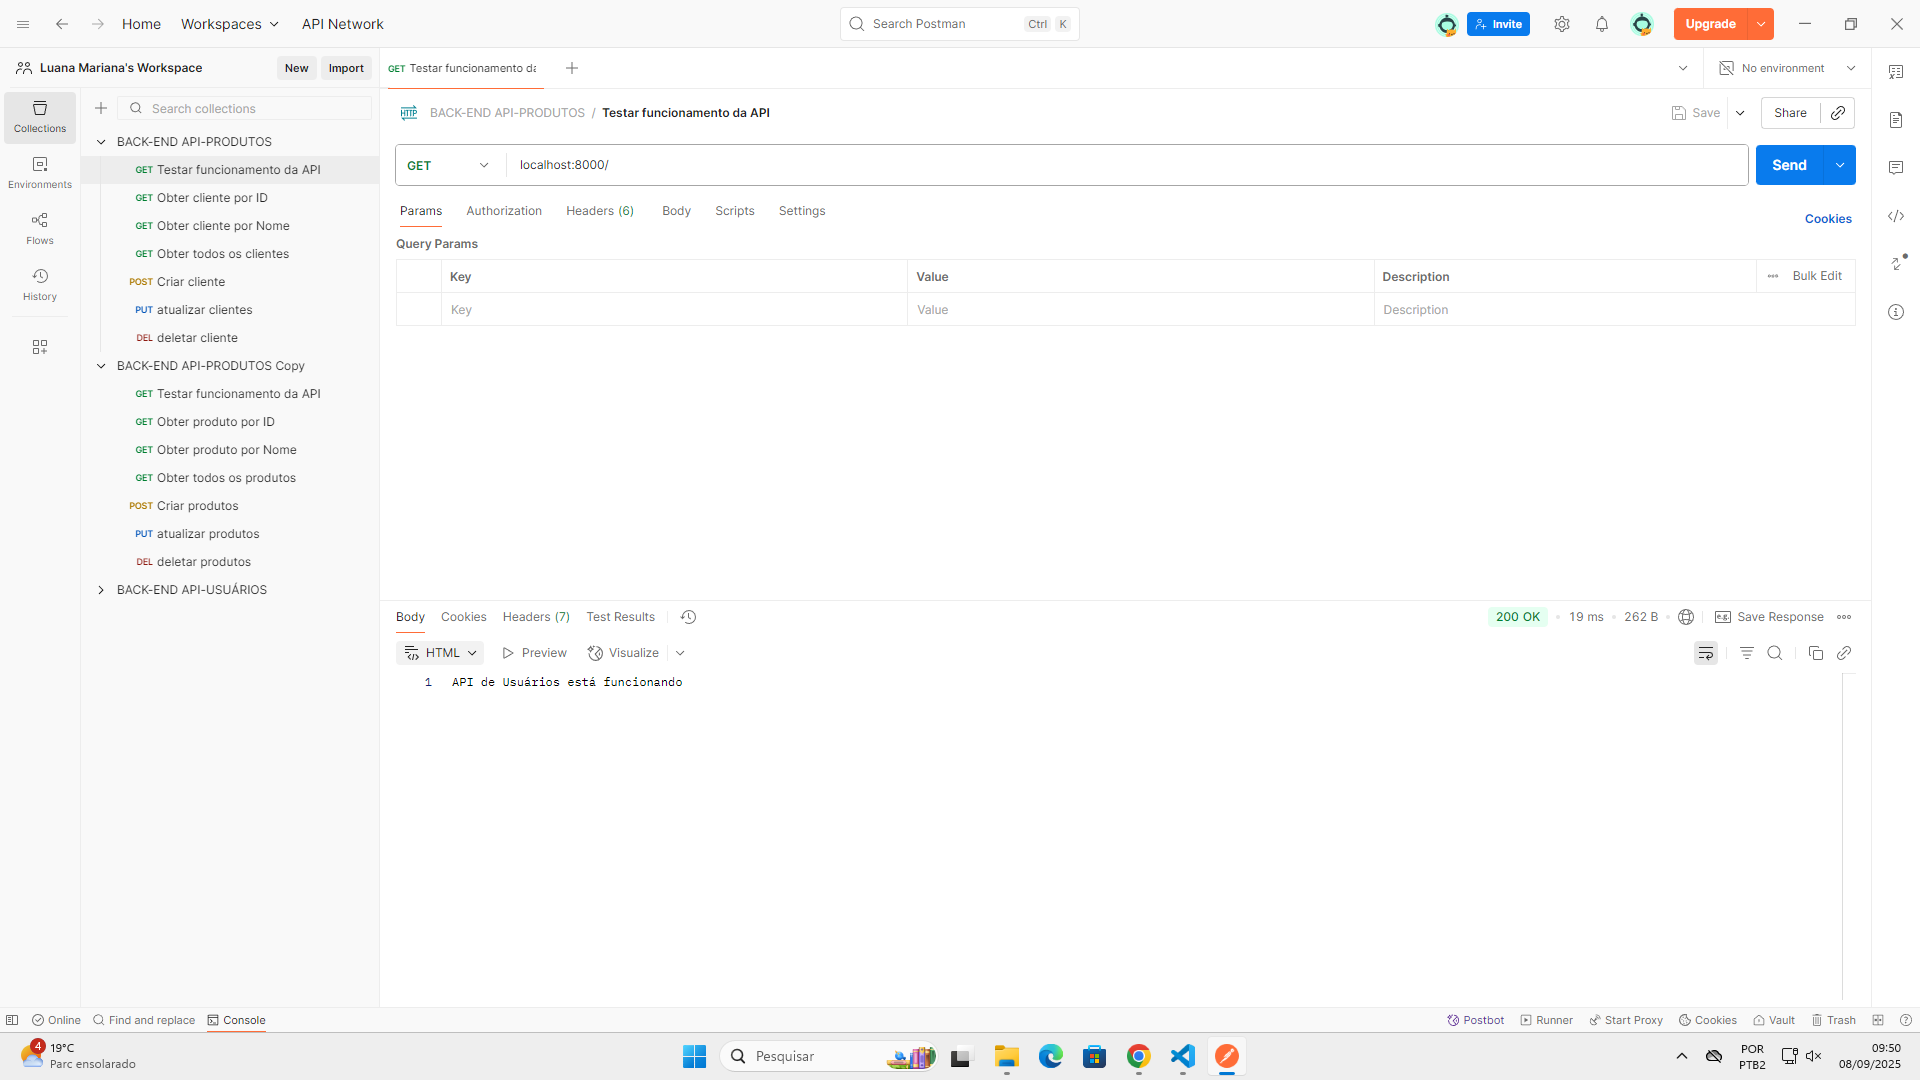 Home Workspaces API Network
Search Postman Ctrl K
Invite
Upgrade
Luana Mariana's Workspace New Import
GET Testar funcionamento da
No environment
Collections
Environments
Flows
History
Search collections
BACK-END API-PRODUTOS
GET Testar funcionamento da API
GET Obter cliente por ID
GET Obter cliente por Nome
GET Obter todos os clientes
POST Criar cliente
PUT atualizar clientes
DEL deletar cliente
BACK-END API-PRODUTOS Copy
GET Testar funcionamento da API
GET Obter produto por ID
GET Obter produto por Nome
GET Obter todos os produtos
POST Criar produtos
PUT atualizar produtos
DEL deletar produtos
BACK-END API-USUÁRIOS
HTTP BACK-END API-PRODUTOS / Testar funcionamento da API
Save Share
GET localhost:8000/ Send
Params Authorization Headers (6) Body Scripts Settings
Cookies
Query Params
Key Value Description Bulk Edit
Key Value Description
Body Cookies Headers (7) Test Results
200 OK 19 ms 262 B e.g. Save Response
HTML Preview Visualize
1 API de Usuários está funcionando
Online Find and replace Console
Postbot Runner Start Proxy Cookies Vault Trash
4
19°C
Parc ensolarado
Pesquisar
POR
PTB2
09:50
08/09/2025